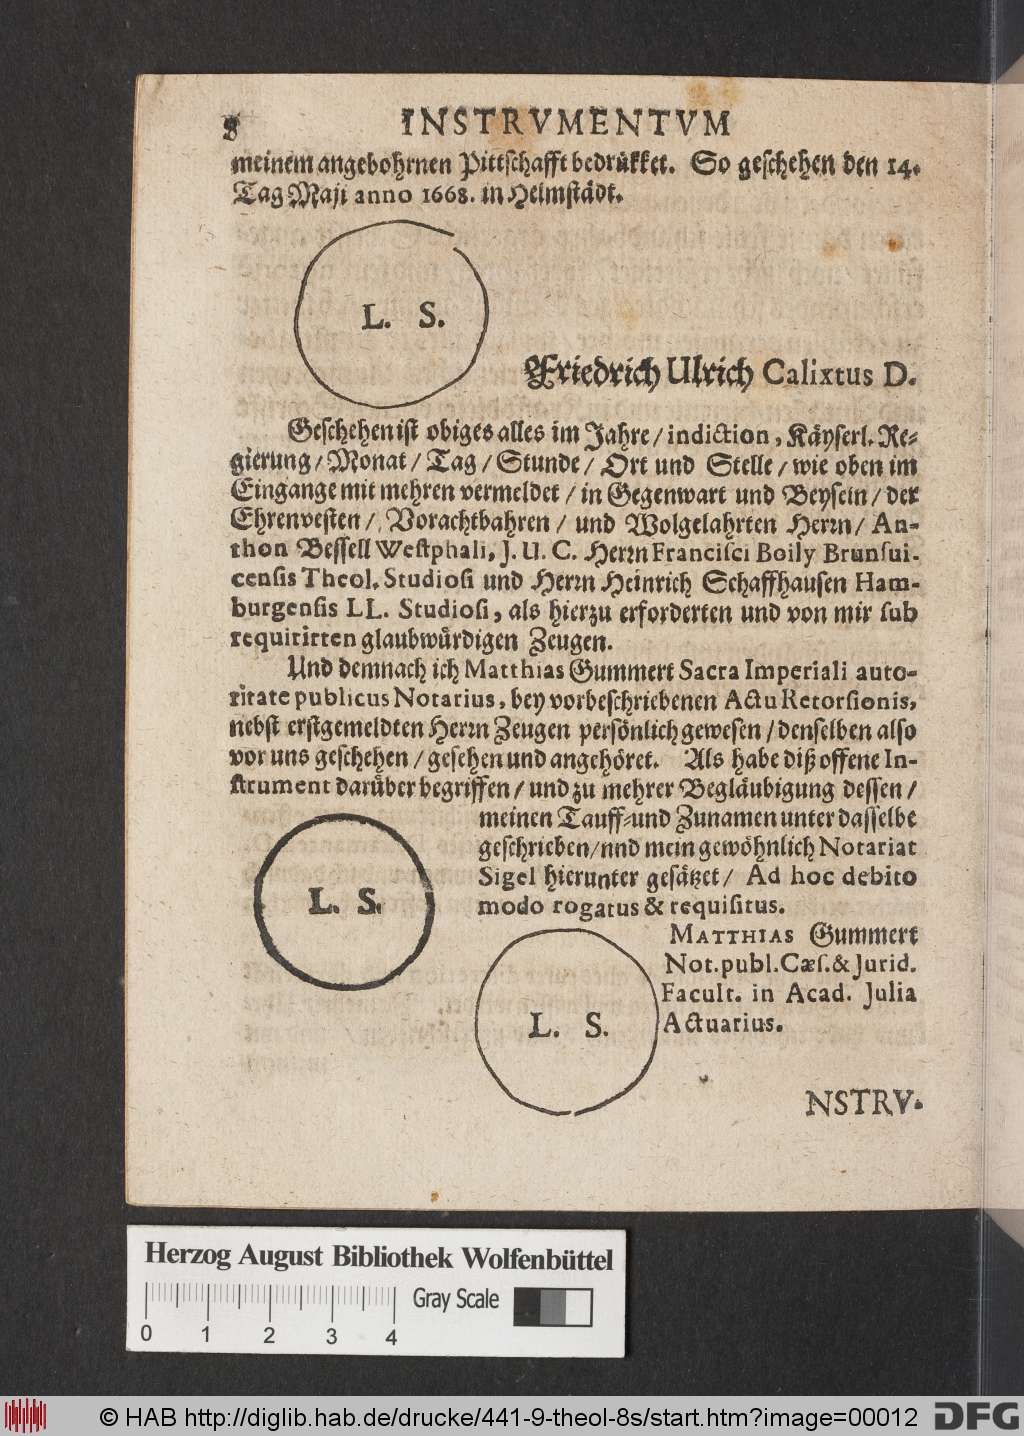 8 INSTRVMENTVM
meinem angebohrnen Pittschafft bedrükket. So geschehen den 14.
Tag Maji anno 1668. in Helmstädt.
L. S.
Friedrich Ulrich Calixtus D.
Geschehen ist obiges alles im Jahre / indiction, Käyserl. Re-
gierung / Monat / Tag / Stunde / Ort und Stelle / wie oben im
Eingange mit mehren vermeldet / in Gegenwart und Beysein / der
Ehrenvesten / Vorachtbahren / und Wolgelahrten Herrn / An-
thon Bessell Westphali, J. U. C. Herrn Francisci Boily Brunsui-
censis Theol. Studiosi und Herrn Heinrich Schaffhausen Ham-
burgensis LL. Studiosi, als hierzu erforderten und von mir sub
requirirten glaubwürdigen Zeugen.
Und demnach ich Matthias Gummert Sacra Imperiali auto-
ritate publicus Notarius, bey vorbeschriebenen Actu Retorsionis,
nebst erstgemeldten Herrn Zeugen persönlich gewesen / denselben also
vor uns geschehen / gesehen und angehöret. Als habe diß offene In-
strument darüber begriffen / und zu mehrer Begläubigung dessen /
meinen Tauff- und Zunamen unter dasselbe
geschrieben / nnd mein gewöhnlich Notariat
Sigel hierunter gesätzet / Ad hoc debito
modo rogatus & requisitus.
L. S.
MATTHIAS Gummert
Not. publ. Cæs. & Jurid.
Facult. in Acad. Julia
Actuarius.
L. S.
NSTRV.
Herzog August Bibliothek Wolfenbüttel
Gray Scale
0 1 2 3 4
© HAB http://diglib.hab.de/drucke/441-9-theol-8s/start.htm?image=00012 DFG